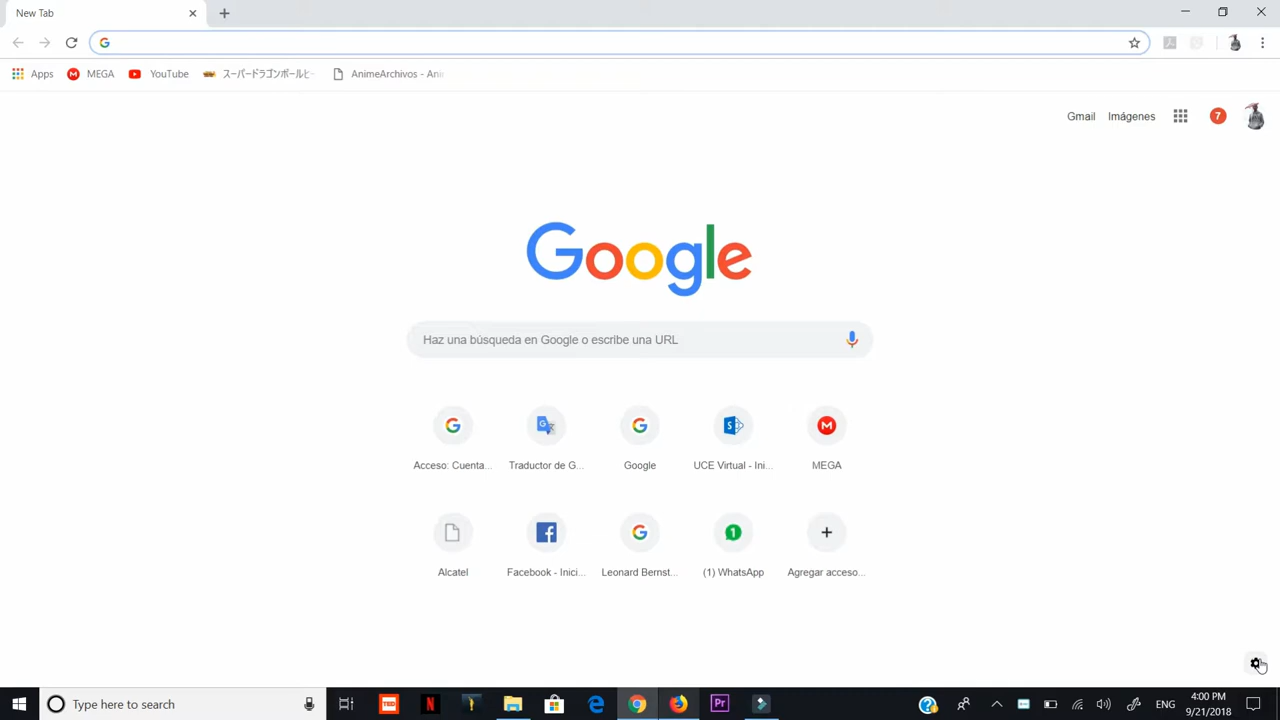 New Tab
Apps MEGA YouTube スーパードラゴンボールヒー AnimeArchivos - Ani
Gmail Imágenes 7
Google
Haz una búsqueda en Google o escribe una URL
Acceso: Cuenta... Traductor de G... Google UCE Virtual - Ini... MEGA
1
Alcatel Facebook - Inici... Leonard Bernst... (1) WhatsApp Agregar acceso...
Type here to search
N Pr ENG 4:00 PM
9/21/2018